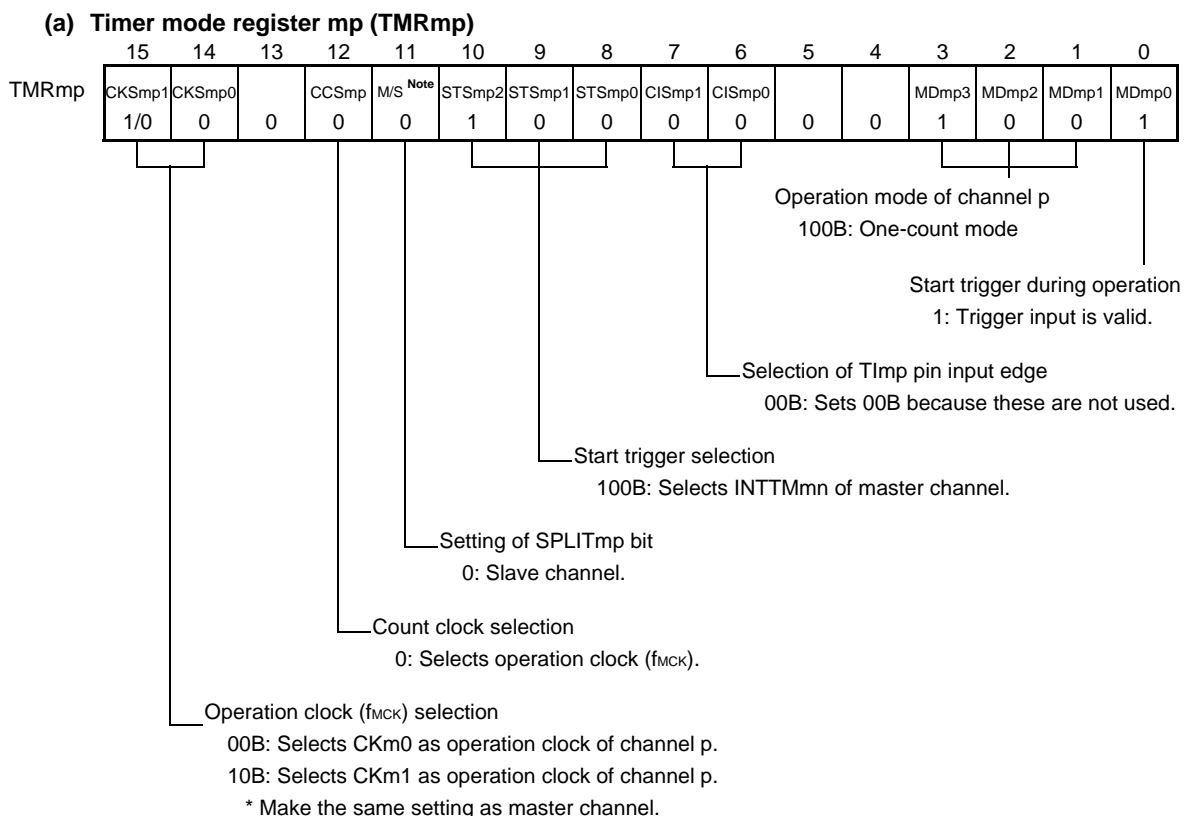 (a) Timer mode register mp (TMRmp)
15 14 13 12 11 10 9 8 7 6 5 4 3 2 1 0
TMRmp CKSmp1 CKSmp0 CCSmp M/S Note STSmp2 STSmp1 STSmp0 CISmp1 CISmp0 MDmp3 MDmp2 MDmp1 MDmp0
1/0 0 0 0 0 1 0 0 0 0 0 0 1 0 0 1
Operation mode of channel p
100B: One-count mode
Start trigger during operation
1: Trigger input is valid.
Selection of TImp pin input edge
00B: Sets 00B because these are not used.
Start trigger selection
100B: Selects INTTMmn of master channel.
Setting of SPLITmp bit
0: Slave channel.
Count clock selection
0: Selects operation clock (fMCK).
Operation clock (fMCK) selection
00B: Selects CKm0 as operation clock of channel p.
10B: Selects CKm1 as operation clock of channel p.
* Make the same setting as master channel.